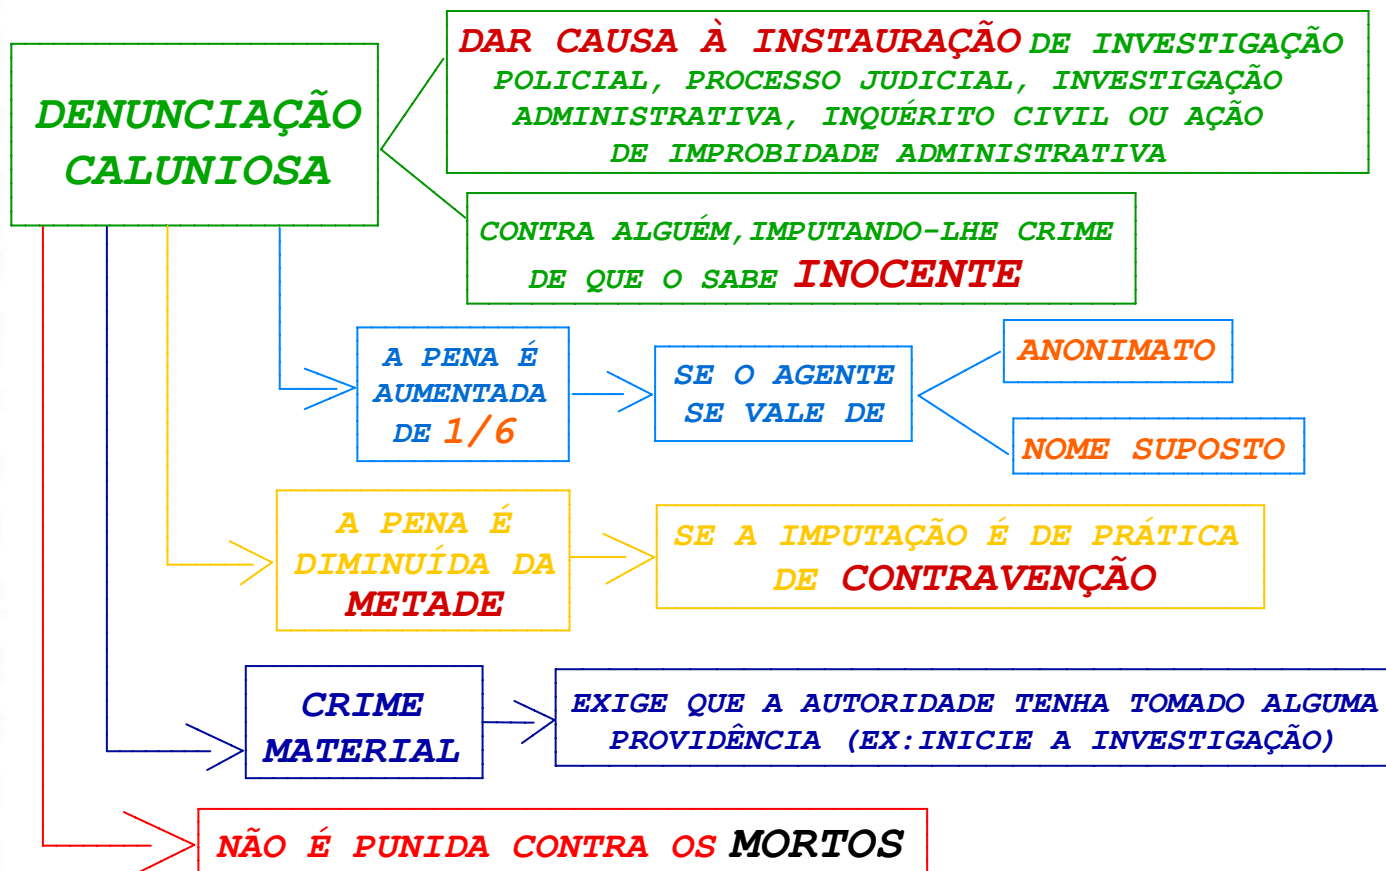 DENUNCIAÇÃO
CALUNIOSA
DAR CAUSA À INSTAURAÇÃO DE INVESTIGAÇÃO
POLICIAL, PROCESSO JUDICIAL, INVESTIGAÇÃO
ADMINISTRATIVA, INQUÉRITO CIVIL OU AÇÃO
DE IMPROBIDADE ADMINISTRATIVA
CONTRA ALGUÉM,IMPUTANDO-LHE CRIME
DE QUE O SABE INOCENTE
A PENA É
AUMENTADA
DE 1/6
SE O AGENTE
SE VALE DE
ANONIMATO
NOME SUPOSTO
A PENA É
DIMINUÍDA DA
METADE
SE A IMPUTAÇÃO É DE PRÁTICA
DE CONTRAVENÇÃO
CRIME
MATERIAL
EXIGE QUE A AUTORIDADE TENHA TOMADO ALGUMA
PROVIDÊNCIA (EX:INICIE A INVESTIGAÇÃO)
NÃO É PUNIDA CONTRA OS MORTOS